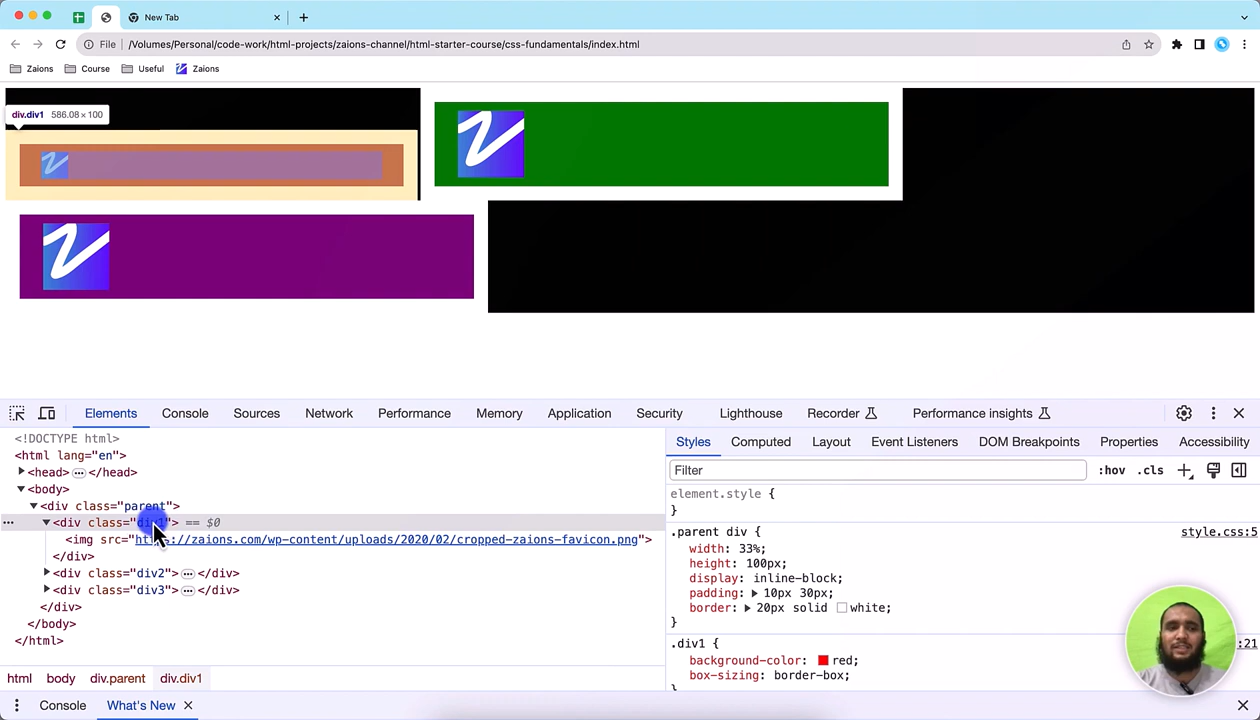 New Tab
File
/Volumes/Personal/code-work/html-projects/zaions-channel/html-starter-course/css-fundamentals/index.html
Zaions
Course
Useful
Zaions
div.div1 586.08 × 100
Elements
Console
Sources
Network
Performance
Memory
Application
Security
Lighthouse
Recorder
Performance insights
<!DOCTYPE html>
<html lang="en">
<head> ••• </head>
<body>
<div class="parent">
••• <div class="div1"> == $0
<img src="https://zaions.com/wp-content/uploads/2020/02/cropped-zaions-favicon.png">
</div>
<div class="div2"> ••• </div>
<div class="div3"> ••• </div>
</div>
</body>
</html>
html
body
div.parent
div.div1
Styles
Computed
Layout
Event Listeners
DOM Breakpoints
Properties
Accessibility
Filter
:hov
.cls
element.style {
}
.parent div {
style.css:5
width: 33%;
height: 100px;
display: inline-block;
padding: 10px 30px;
border: 20px solid white;
}
.div1 {
:21
background-color: red;
box-sizing: border-box;
}
Console
What's New